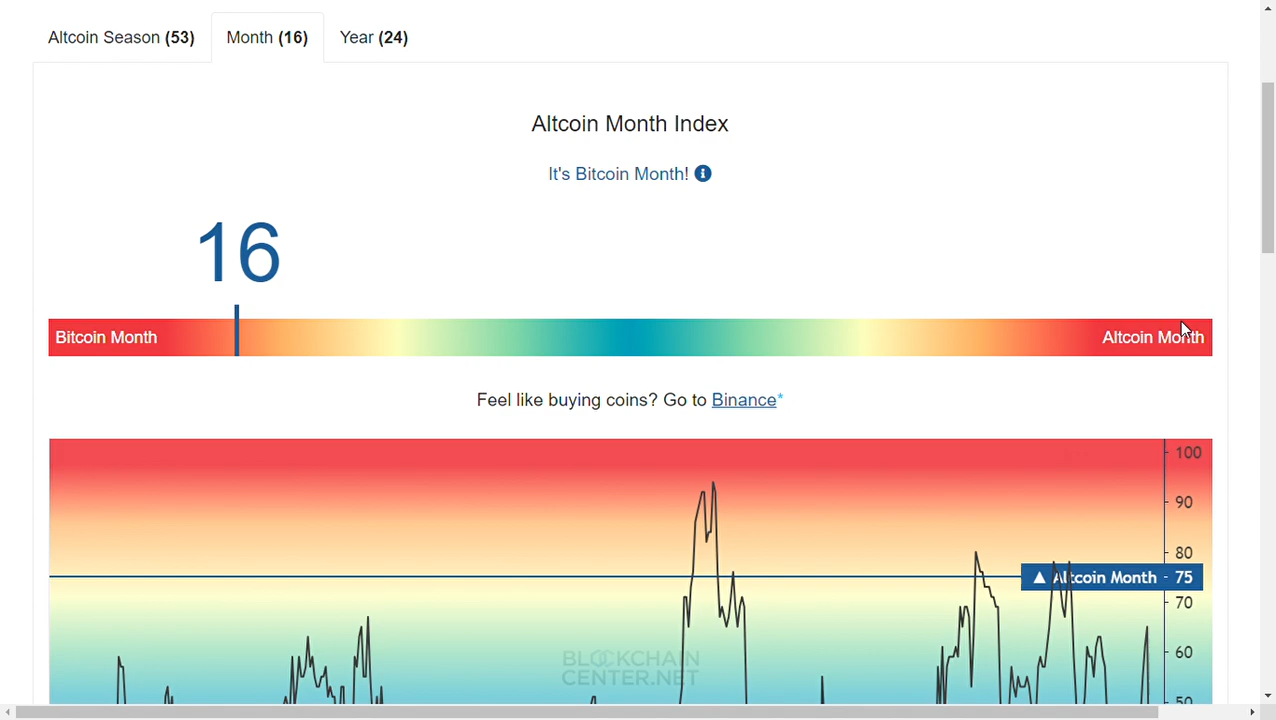 Altcoin Season (53) Month (16) Year (24)
Altcoin Month Index
It's Bitcoin Month!
16
Bitcoin Month Altcoin Month
Feel like buying coins? Go to Binance*
100
90
80
▲ Altcoin Month - 75
70
60
BLOCKCHAIN
CENTER.NET
50